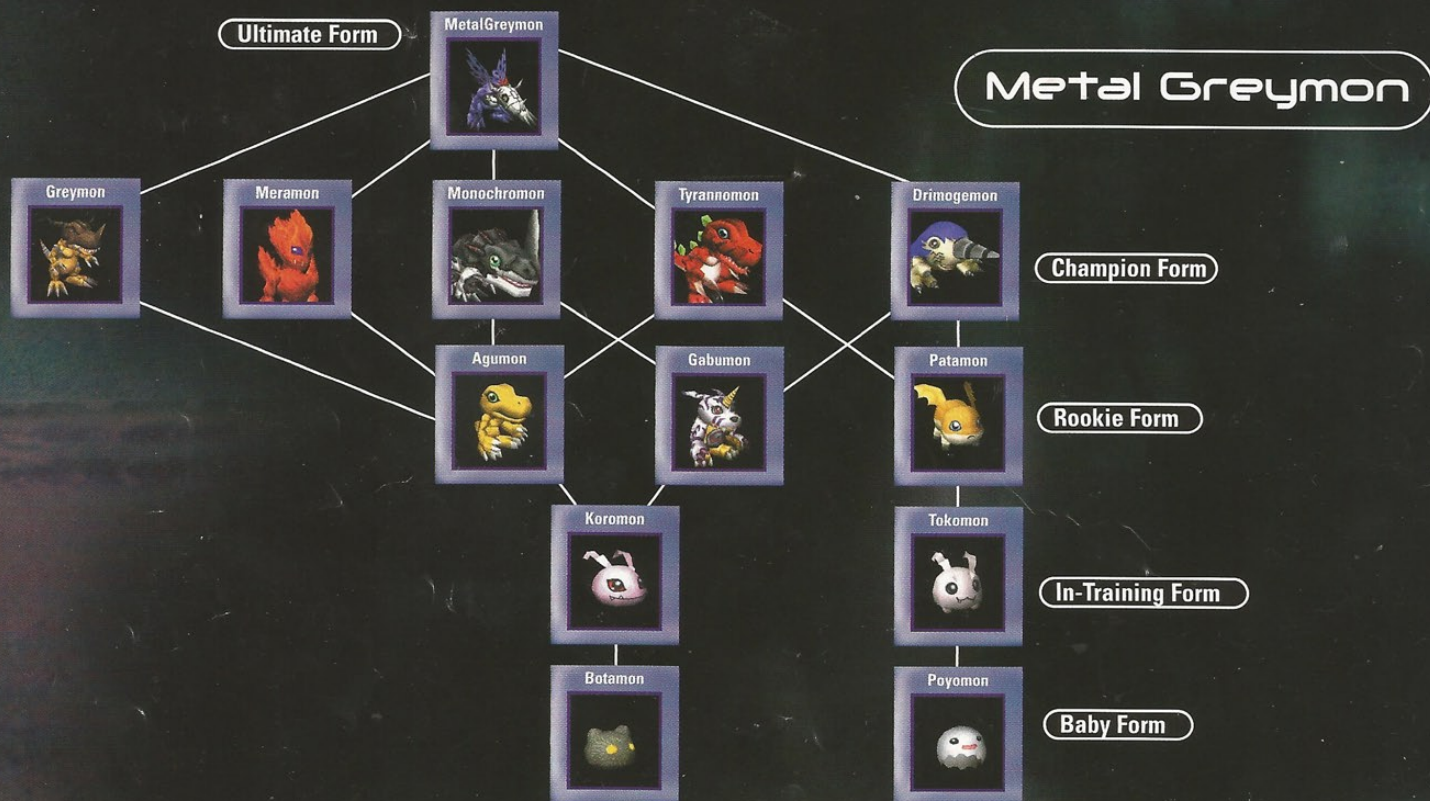 Ultimate Form
MetalGreymon
Metal Greymon
Greymon
Meramon
Monochromon
Tyrannomon
Drimogemon
Champion Form
Agumon
Gabumon
Patamon
Rookie Form
Koromon
Tokomon
In-Training Form
Botamon
Poyomon
Baby Form